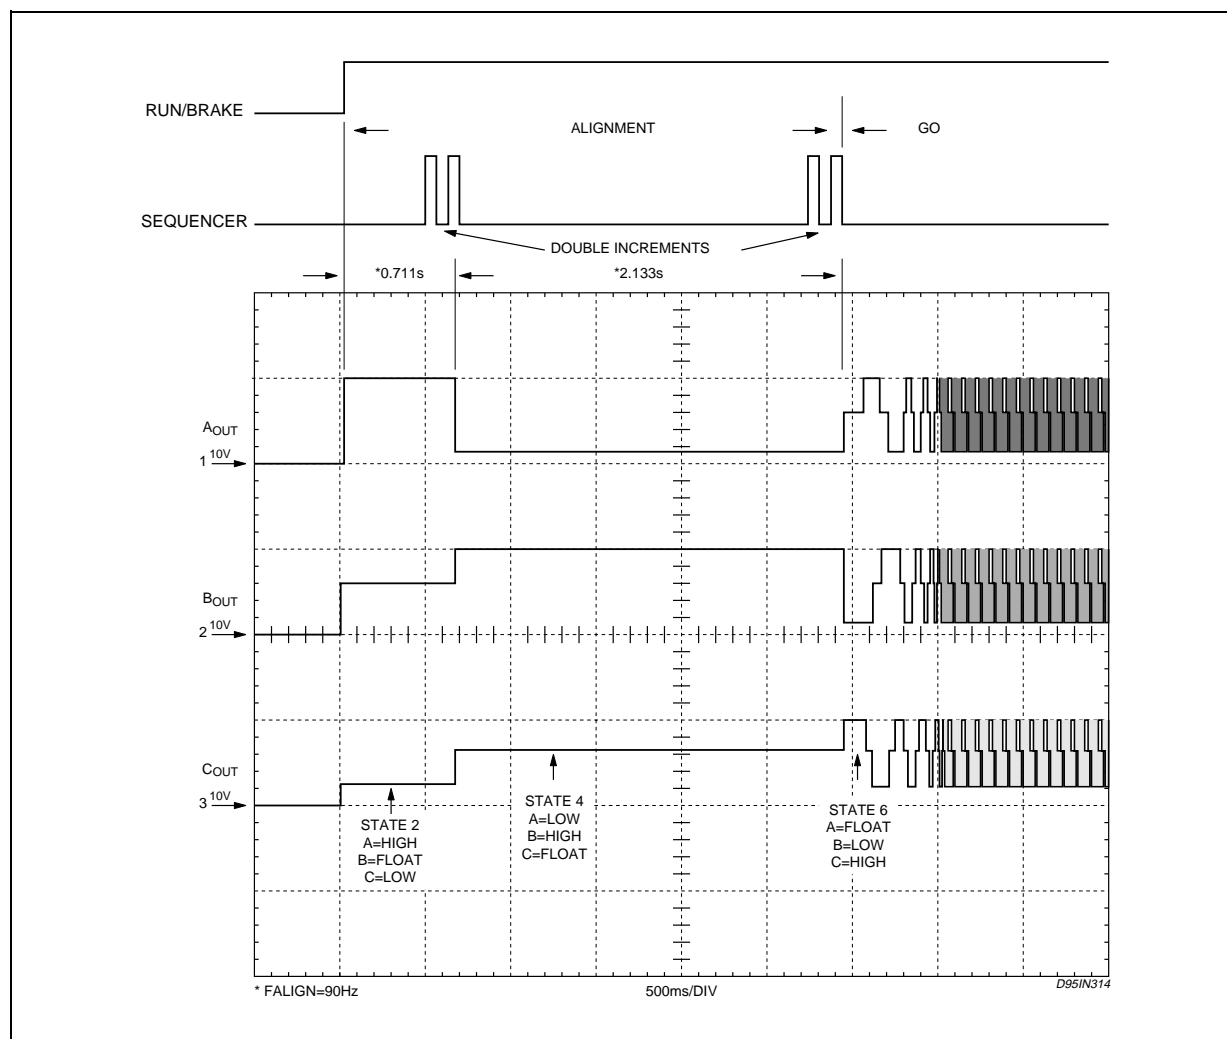 RUN/BRAKE
ALIGNMENT
GO
SEQUENCER
DOUBLE INCREMENTS
*0.711s
*2.133s
AOUT
1 10V
BOUT
2 10V
COUT
3 10V
STATE 2
A=HIGH
B=FLOAT
C=LOW
STATE 4
A=LOW
B=HIGH
C=FLOAT
STATE 6
A=FLOAT
B=LOW
C=HIGH
* FALIGN=90Hz
500ms/DIV
D95IN314